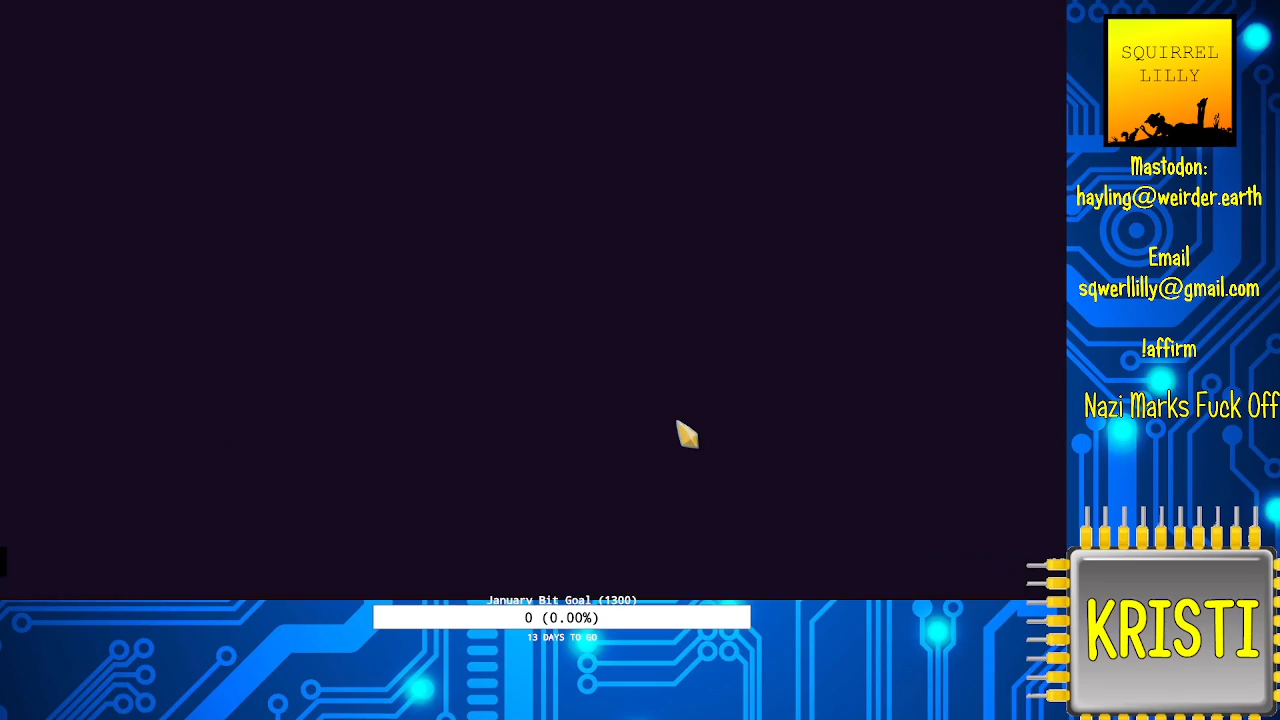 SQUIRREL
LILLY
Mastodon:
hayling@weirder.earth
Email
sqwerllilly@gmail.com
!affirm
Nazi Marks Fuck Off
January Bit Goal (1300)
0 (0.00%)
13 DAYS TO GO
KRISTI